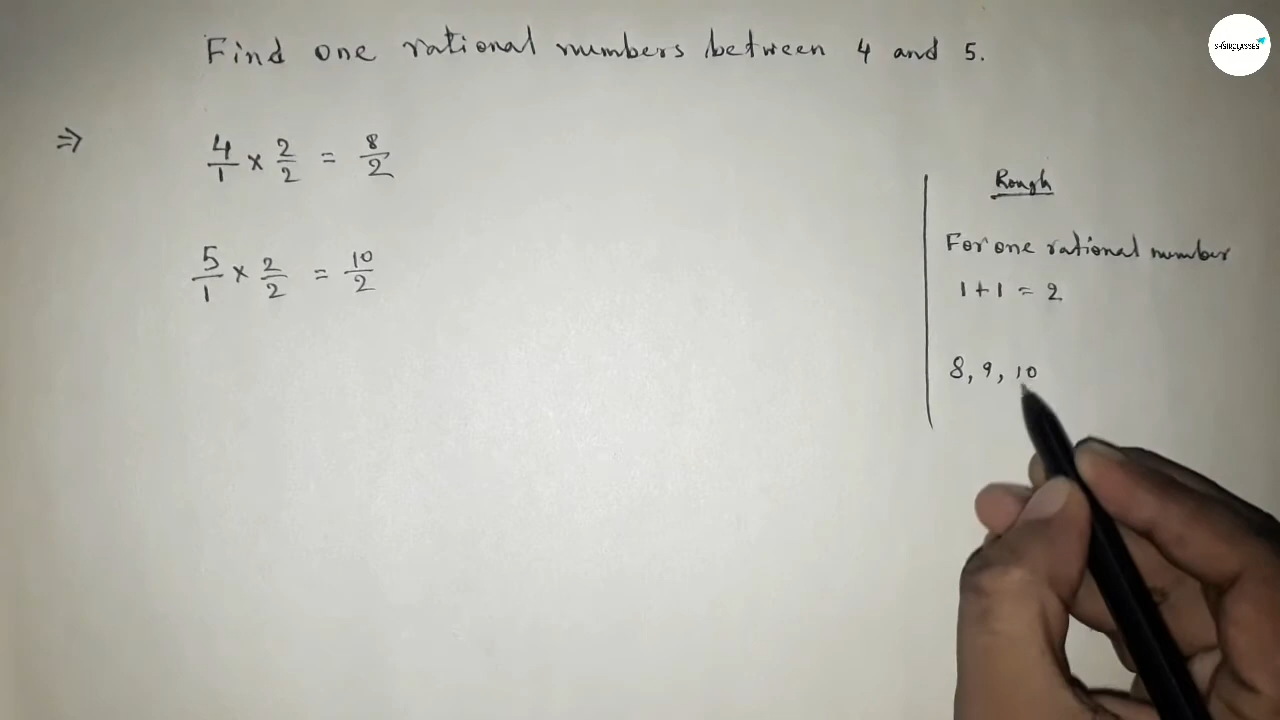 Find one rational numbers between 4 and 5.
⇒ 4/1 × 2/2 = 8/2
5/1 × 2/2 = 10/2
Rough
For one rational number
1 + 1 = 2
8, 9, 10